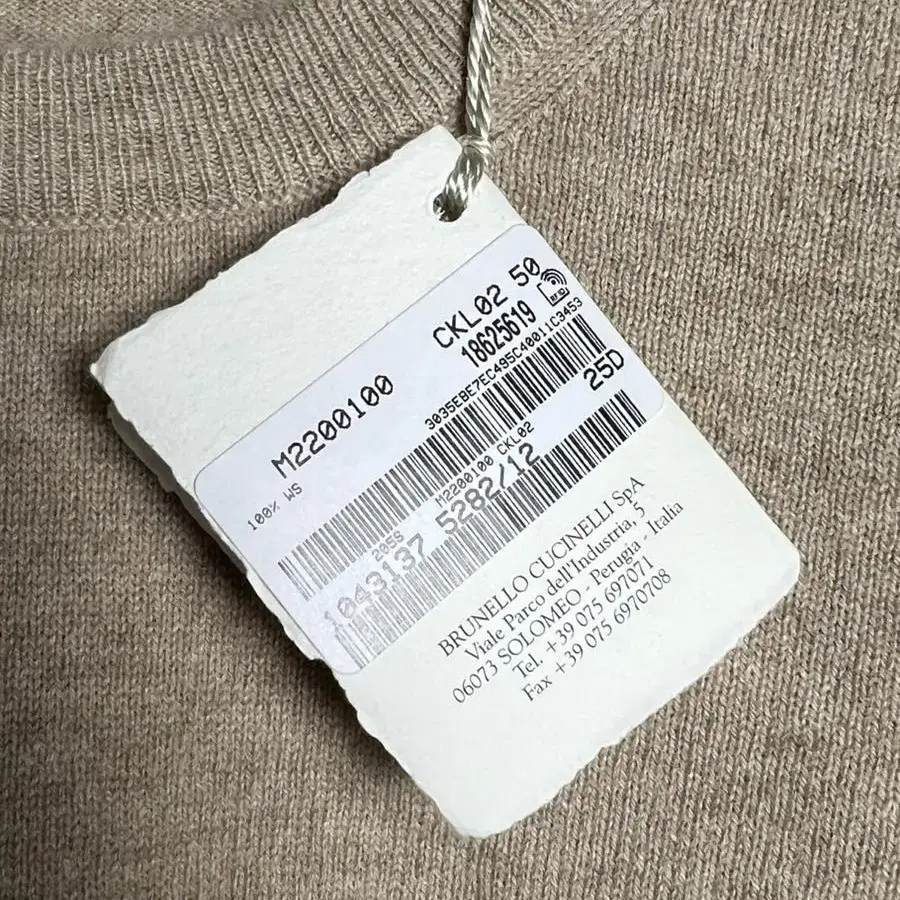 CKL02 50
18625619
RFID
M2200100
3035EBE7EC495C40011C3453
100% WS
25D
M2200100 CKL02
205S
1043137 5282/12
BRUNELLO CUCINELLI SpA
Viale Parco dell'Industria, 5
06073 SOLOMEO - Perugia - Italia
Tel. +39 075 697071
Fax +39 075 6970708